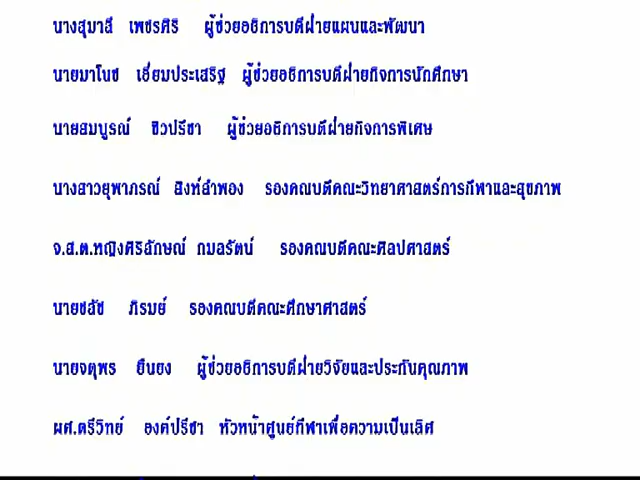 นางสุมาลี เพชรศิริ ผู้ช่วยอธิการบดีฝ่ายแผนและพัฒนา
นายมาโนช เอี่ยมประเสริฐ ผู้ช่วยอธิการบดีฝ่ายกิจการนักศึกษา
นายสมบูรณ์ ชิวปรีชา ผู้ช่วยอธิการบดีฝ่ายกิจการพิเศษ
นางสาวยุพาภรณ์ สิงห์ลำพอง รองคณบดีคณะวิทยาศาสตร์การกีฬาและสุขภาพ
จ.ส.ต.หญิงศิริลักษณ์ กมลรัตน์ รองคณบดีคณะศิลปศาสตร์
นายชลัช ภิรมย์ รองคณบดีคณะศึกษาศาสตร์
นายจตุพร ยืนยง ผู้ช่วยอธิการบดีฝ่ายวิจัยและประกันคุณภาพ
ผศ.ตรีวิทย์ องค์ปรีชา หัวหน้าศูนย์กีฬาเพื่อความเป็นเลิศ